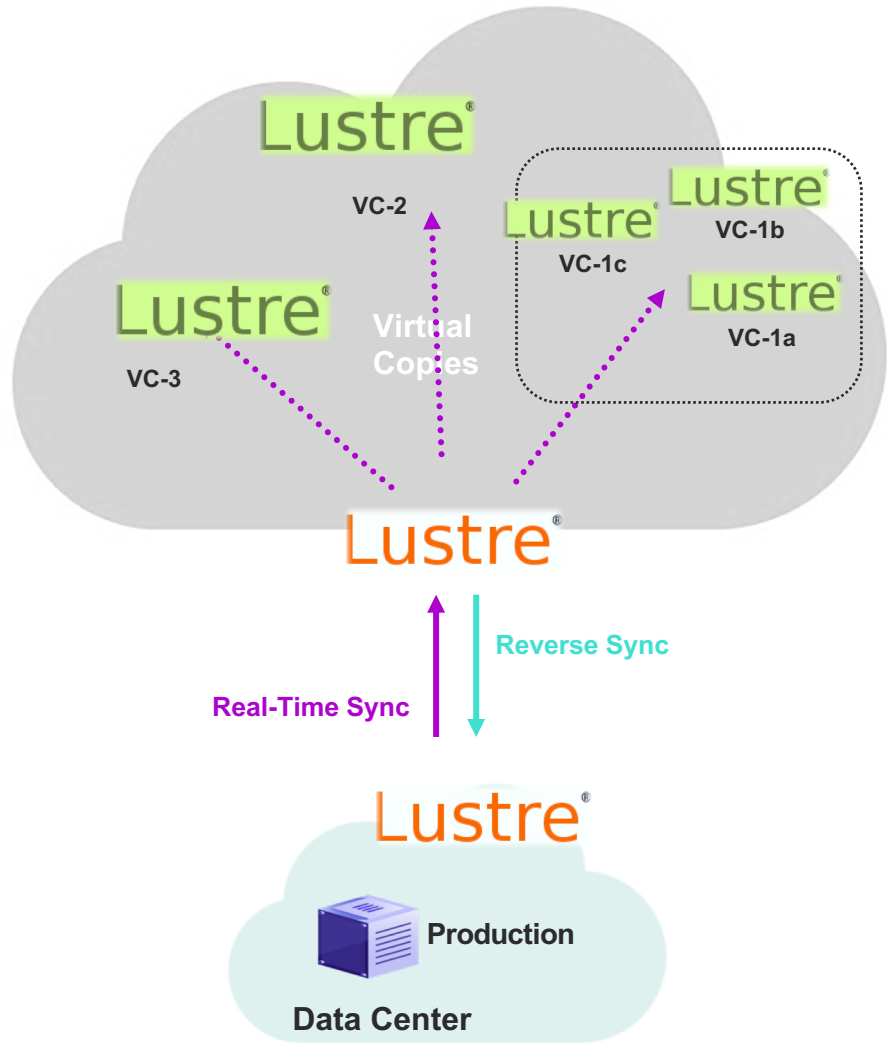 Lustre®
VC-2
Lustre®
VC-1b
Lustre®
VC-1c
Lustre®
VC-1a
Lustre®
VC-3
Virtual
Copies
Lustre®
Reverse Sync
Real-Time Sync
Lustre®
Production
Data Center